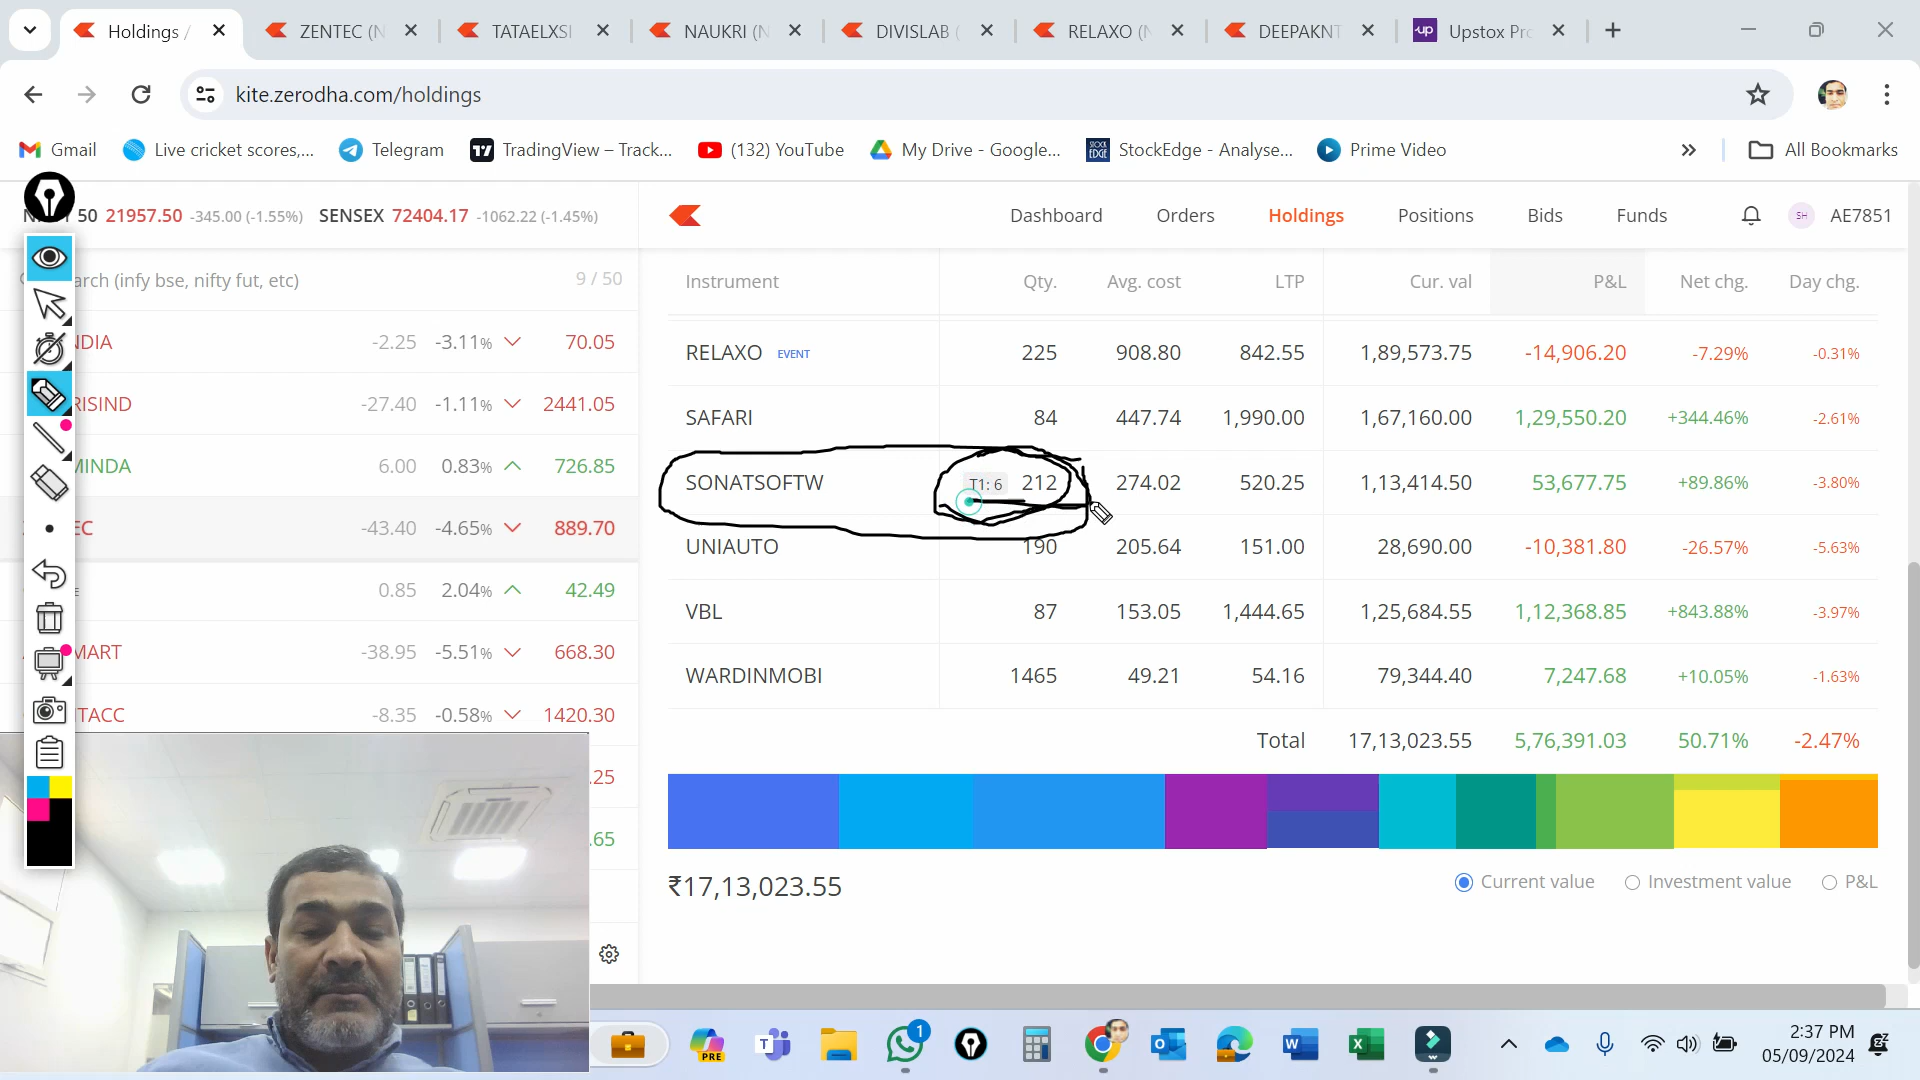 Holdings /
ZENTEC (N
TATAELXSI
NAUKRI (N
DIVISLAB (
RELAXO (N
DEEPAKNT
up Upstox Pro
kite.zerodha.com/holdings
Gmail
Live cricket scores,...
Telegram
TradingView – Track...
(132) YouTube
My Drive - Google...
STOCK EDGE StockEdge - Analyse...
Prime Video
All Bookmarks
50 21957.50 -345.00 (-1.55%) SENSEX 72404.17 -1062.22 (-1.45%)
Dashboard Orders Holdings Positions Bids Funds SH AE7851
arch (infy bse, nifty fut, etc) 9 / 50
Instrument Qty. Avg. cost LTP Cur. val P&L Net chg. Day chg.
NDIA -2.25 -3.11% 70.05
RELAXO EVENT 225 908.80 842.55 1,89,573.75 -14,906.20 -7.29% -0.31%
RISIND -27.40 -1.11% 2441.05
SAFARI 84 447.74 1,990.00 1,67,160.00 1,29,550.20 +344.46% -2.61%
MINDA 6.00 0.83% 726.85
SONATSOFTW T1: 6 212 274.02 520.25 1,13,414.50 53,677.75 +89.86% -3.80%
EC -43.40 -4.65% 889.70
UNIAUTO 190 205.64 151.00 28,690.00 -10,381.80 -26.57% -5.63%
0.85 2.04% 42.49
VBL 87 153.05 1,444.65 1,25,684.55 1,12,368.85 +843.88% -3.97%
MART -38.95 -5.51% 668.30
WARDINMOBI 1465 49.21 54.16 79,344.40 7,247.68 +10.05% -1.63%
TACC -8.35 -0.58% 1420.30
Total 17,13,023.55 5,76,391.03 50.71% -2.47%
.25
.65
₹17,13,023.55
Current value Investment value P&L
PRE
1
2:37 PM
05/09/2024